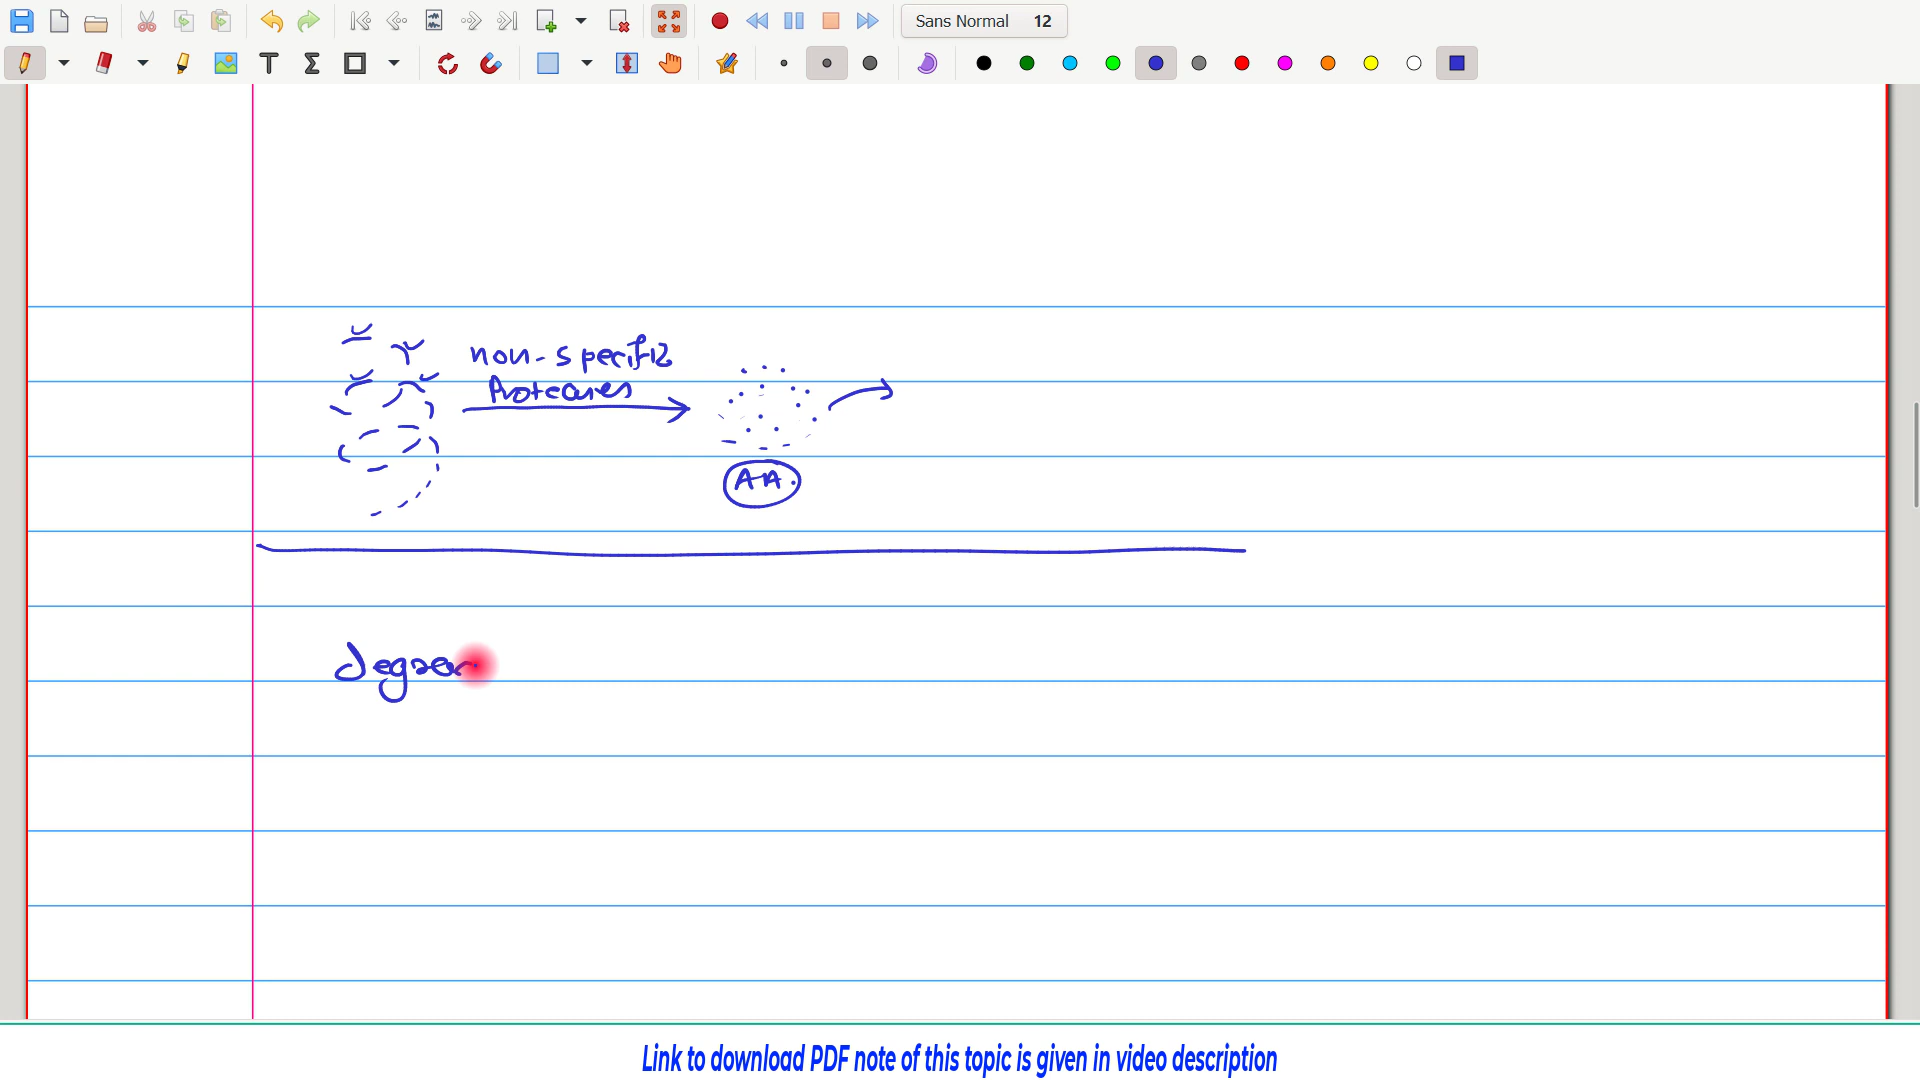 Sans Normal 12
non-specific
Proteases
AA.
Link to download PDF note of this topic is given in video description